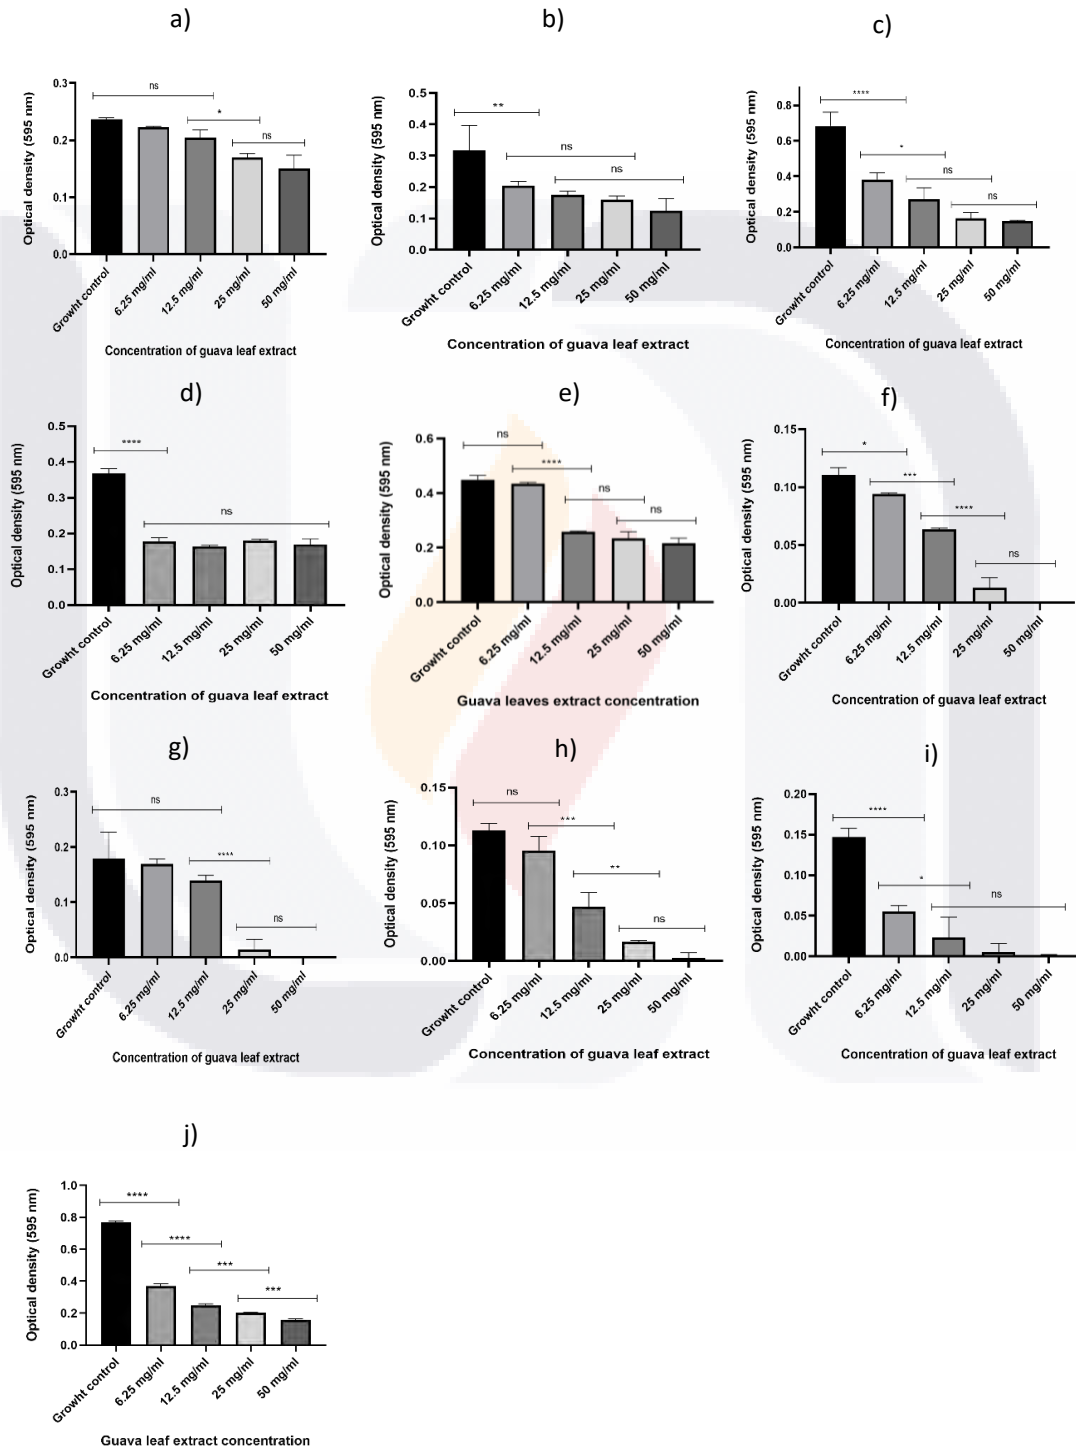 a)
Optical density (595 nm)
0.3
0.2
0.1
0.0
ns
*
ns
Growht control
6.25 mg/ml
12.5 mg/ml
25 mg/ml
50 mg/ml
Concentration of guava leaf extract
b)
Optical density (595 nm)
0.5
0.4
0.3
0.2
0.1
0.0
**
ns
ns
Growht control
6.25 mg/ml
12.5 mg/ml
25 mg/ml
50 mg/ml
Concentration of guava leaf extract
c)
Optical density (595 nm)
0.8
0.6
0.4
0.2
0.0
****
*
ns
ns
Growht control
6.25 mg/ml
12.5 mg/ml
25 mg/ml
50 mg/ml
Concentration of guava leaf extract
d)
Optical density (595 nm)
0.5
0.4
0.3
0.2
0.1
0.0
****
ns
Growht control
6.25 mg/ml
12.5 mg/ml
25 mg/ml
50 mg/ml
Concentration of guava leaf extract
e)
Optical density (595 nm)
0.6
0.4
0.2
0.0
ns
****
ns
ns
Growht control
6.25 mg/ml
12.5 mg/ml
25 mg/ml
50 mg/ml
Guava leaves extract concentration
f)
Optical density (595 nm)
0.15
0.10
0.05
0.00
*
***
****
ns
Growht control
6.25 mg/ml
12.5 mg/ml
25 mg/ml
50 mg/ml
Concentration of guava leaf extract
g)
Optical density (595 nm)
0.3
0.2
0.1
0.0
ns
****
ns
Growht control
6.25 mg/ml
12.5 mg/ml
25 mg/ml
50 mg/ml
Concentration of guava leaf extract
h)
Optical density (595 nm)
0.15
0.10
0.05
0.00
ns
***
**
ns
Growht control
6.25 mg/ml
12.5 mg/ml
25 mg/ml
50 mg/ml
Concentration of guava leaf extract
i)
Optical density (595 nm)
0.20
0.15
0.10
0.05
0.00
****
*
ns
Growht control
6.25 mg/ml
12.5 mg/ml
25 mg/ml
50 mg/ml
Concentration of guava leaf extract
j)
Optical density (595 nm)
1.0
0.8
0.6
0.4
0.2
0.0
****
****
***
***
Growht control
6.25 mg/ml
12.5 mg/ml
25 mg/ml
50 mg/ml
Guava leaf extract concentration